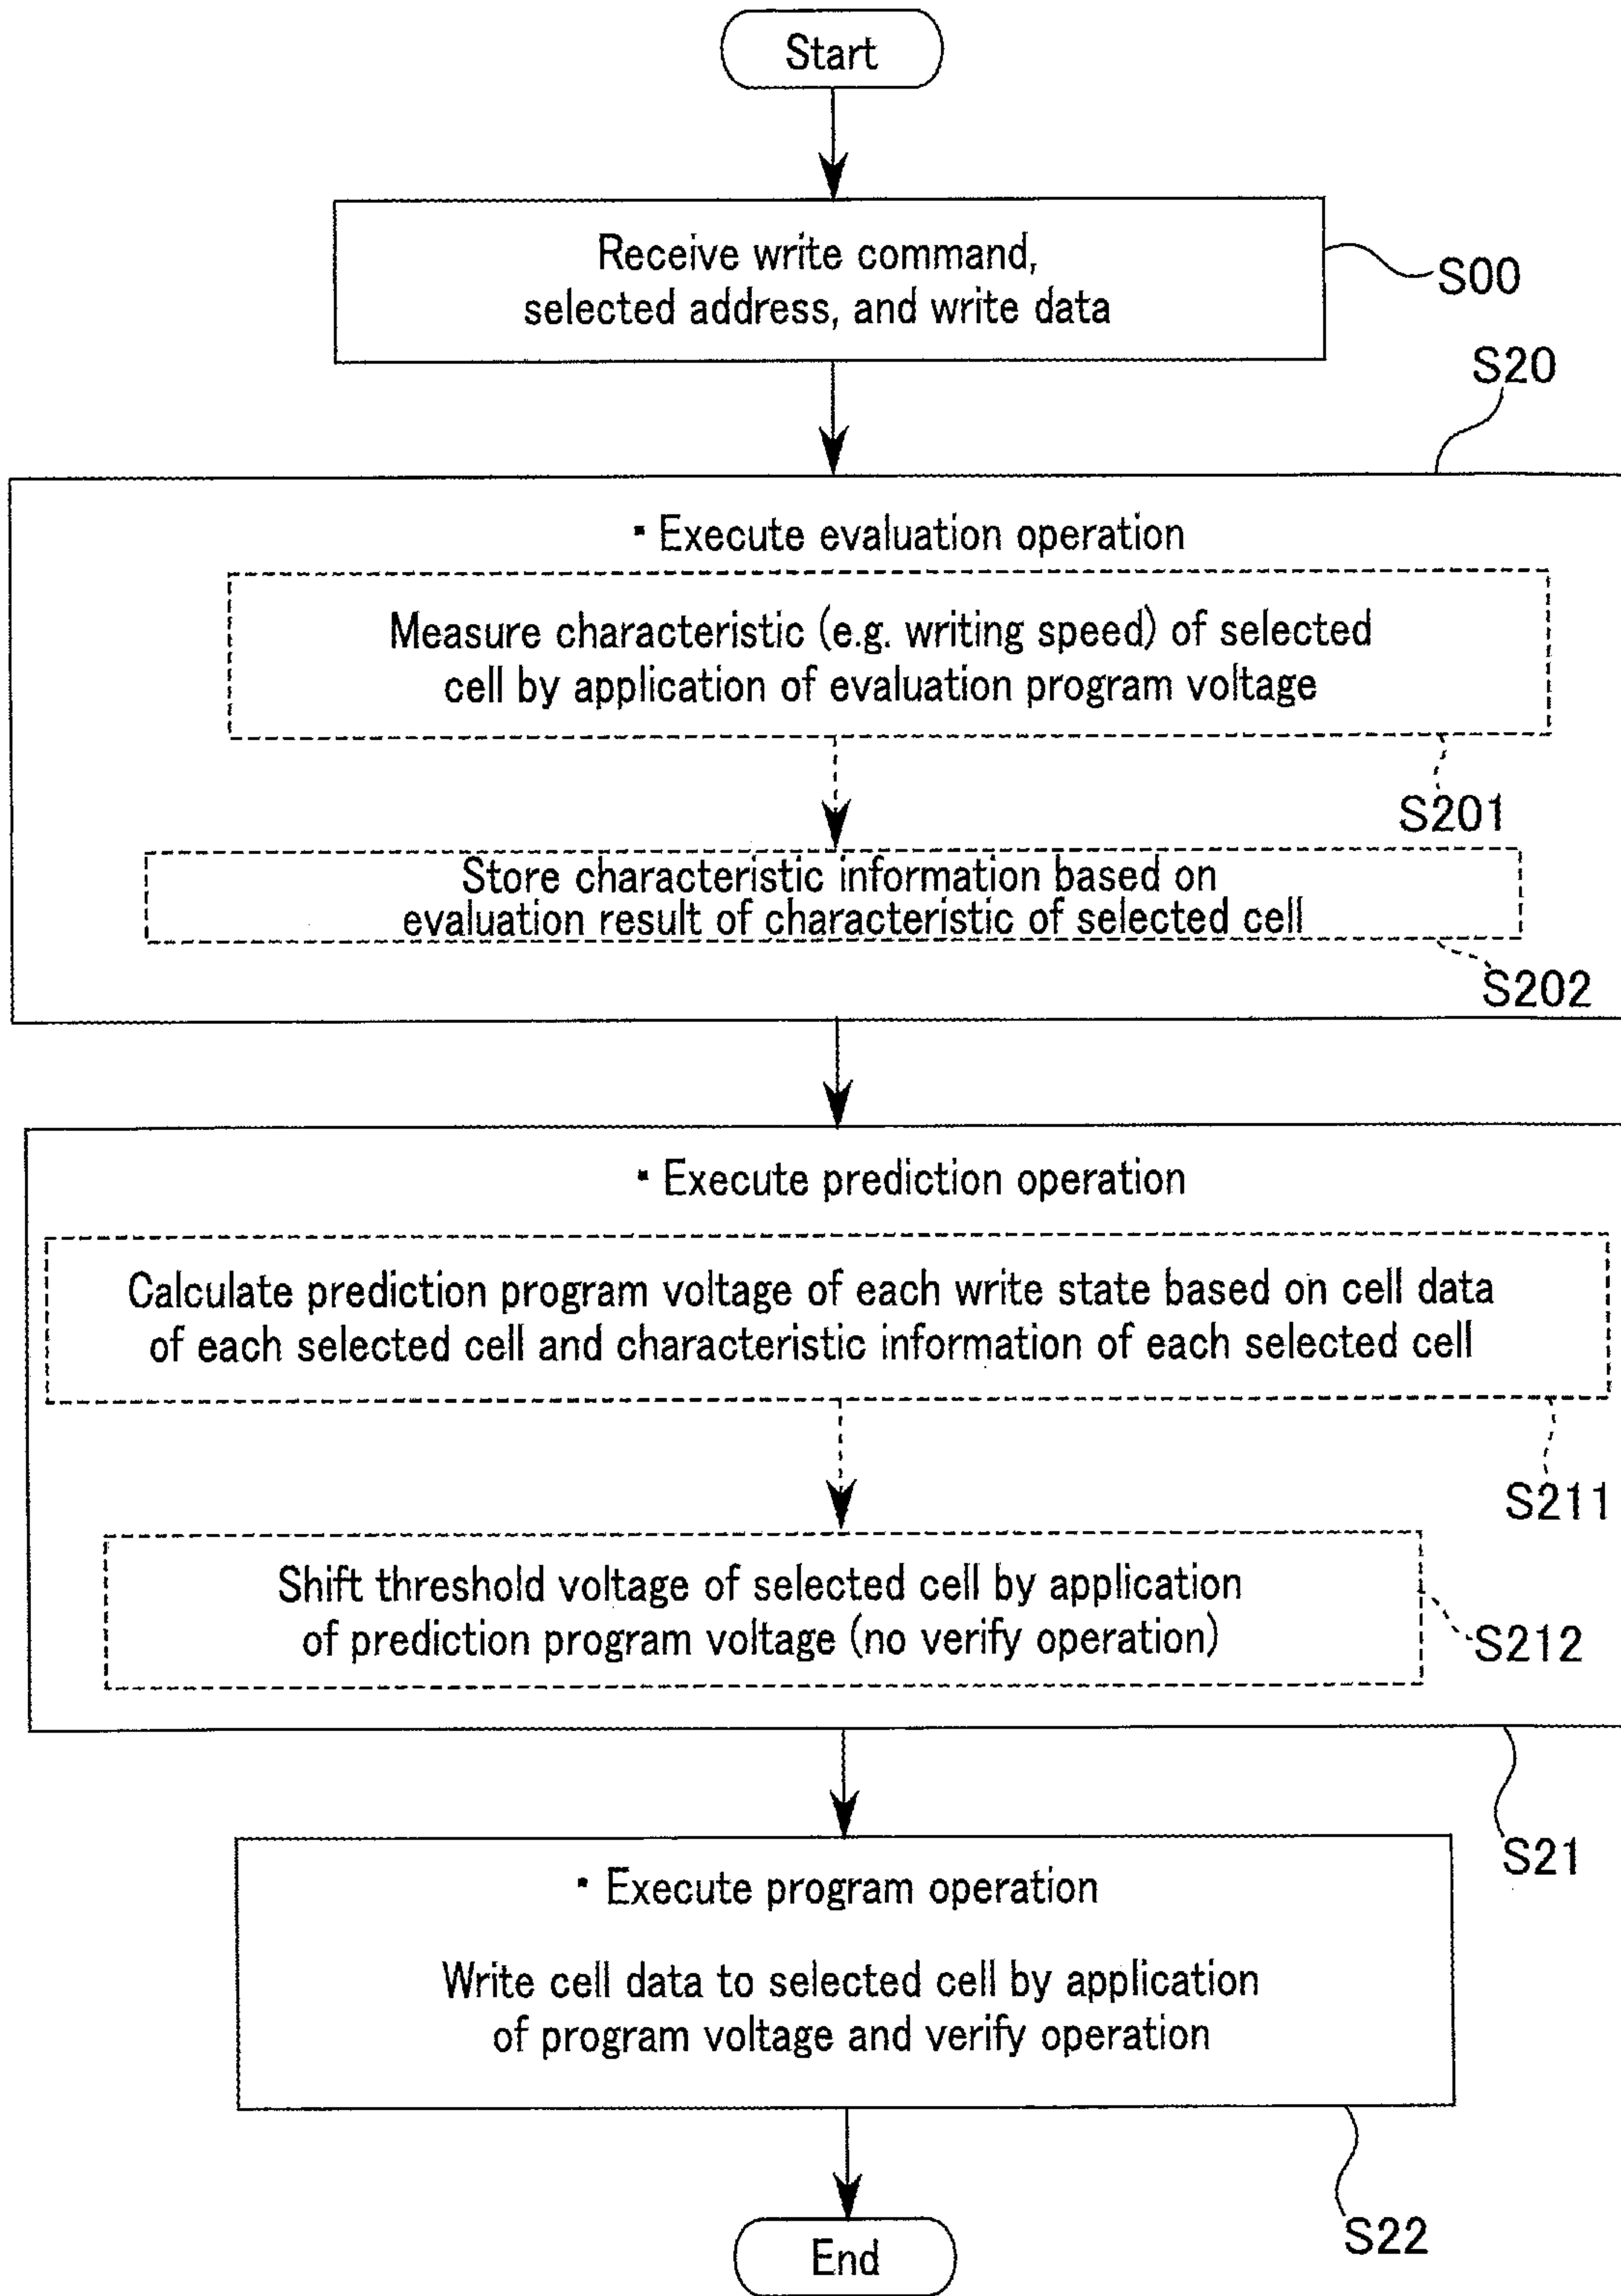 Start
Receive write command,
selected address, and write data
S00
S20
▪ Execute evaluation operation
Measure characteristic (e.g. writing speed) of selected
cell by application of evaluation program voltage
S201
Store characteristic information based on
evaluation result of characteristic of selected cell
S202
▪ Execute prediction operation
Calculate prediction program voltage of each write state based on cell data
of each selected cell and characteristic information of each selected cell
S211
Shift threshold voltage of selected cell by application
of prediction program voltage (no verify operation)
S212
S21
▪ Execute program operation
Write cell data to selected cell by application
of program voltage and verify operation
S22
End